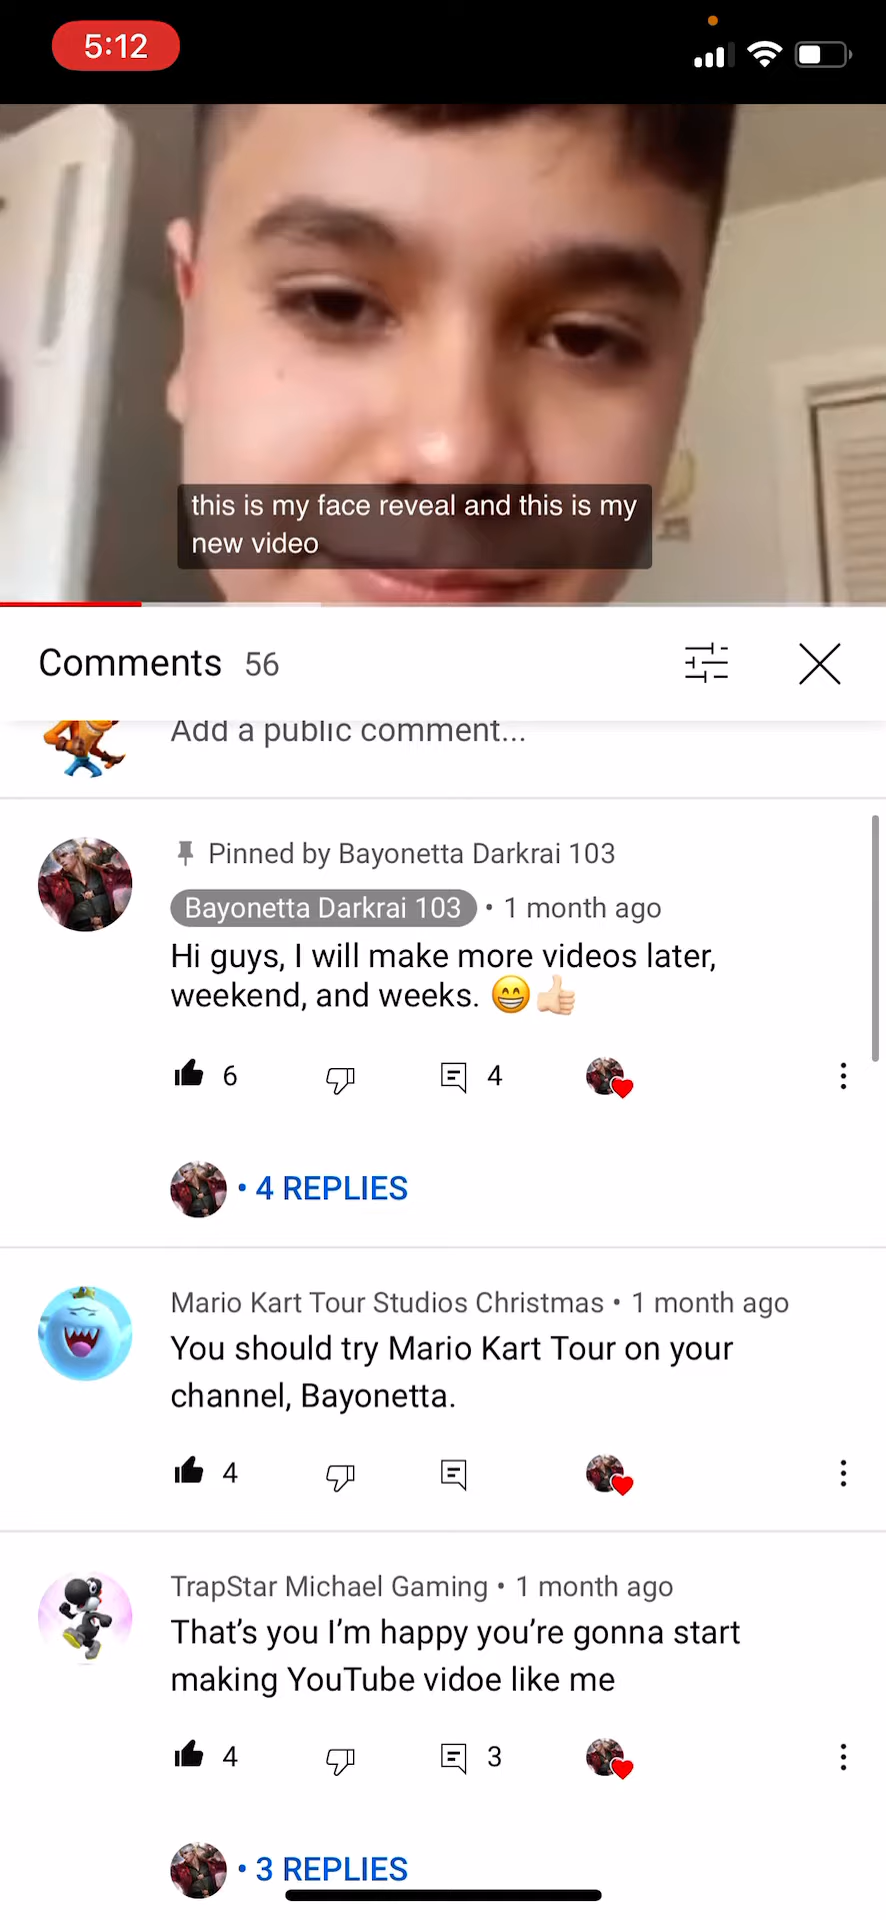 5:12
this is my face reveal and this is my
new video
Comments 56
Add a public comment...
Pinned by Bayonetta Darkrai 103
Bayonetta Darkrai 103 • 1 month ago
Hi guys, I will make more videos later,
weekend, and weeks. 😁👍🏻
6 4
• 4 REPLIES
Mario Kart Tour Studios Christmas • 1 month ago
You should try Mario Kart Tour on your
channel, Bayonetta.
4
TrapStar Michael Gaming • 1 month ago
That's you I'm happy you're gonna start
making YouTube vidoe like me
4 3
• 3 REPLIES